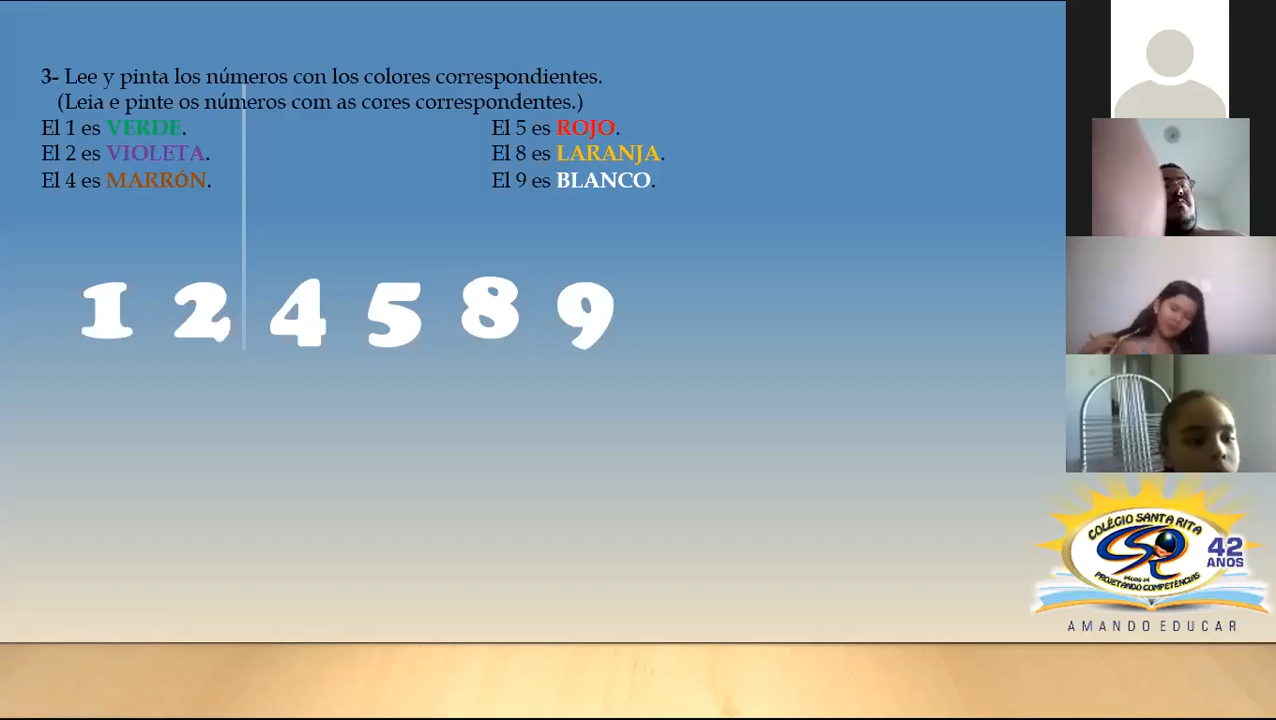 3- Lee y pinta los números con los colores correspondientes.
(Leia e pinte os números com as cores correspondentes.)
El 1 es VERDE.
El 2 es VIOLETA.
El 4 es MARRÓN.
El 5 es ROJO.
El 8 es LARANJA.
El 9 es BLANCO.
1 2 4 5 8 9
COLÉGIO SANTA RITA
42
ANOS
PROJETANDO COMPETÊNCIAS
AMANDO EDUCAR